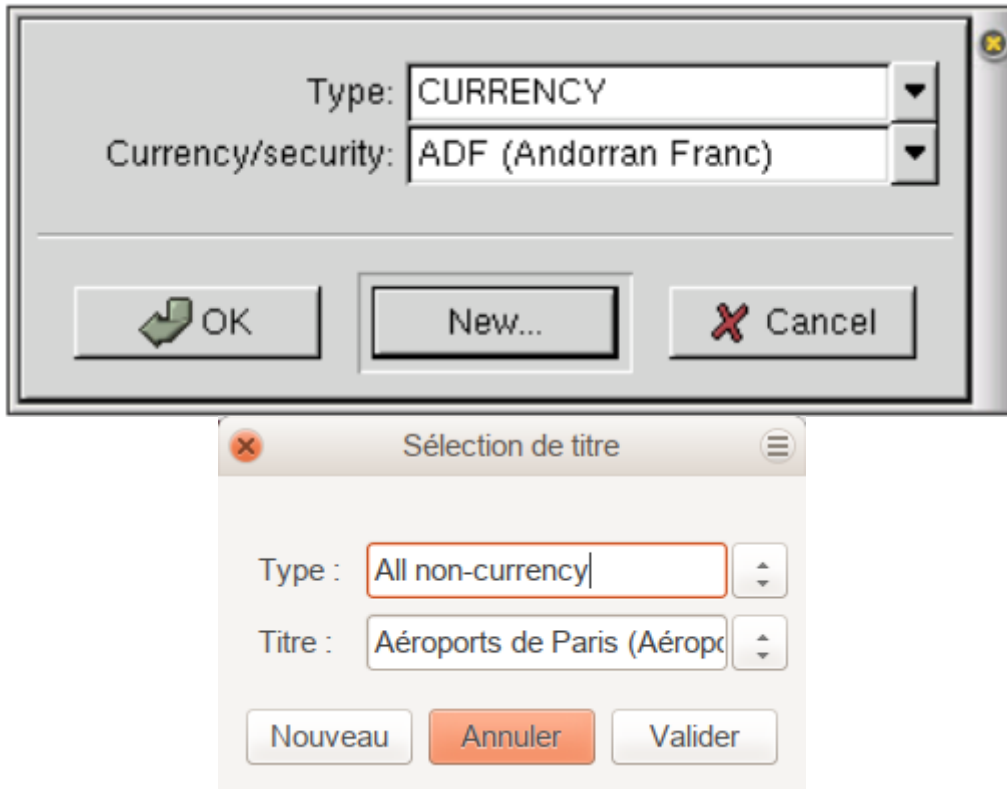 Type: CURRENCY
Currency/security: ADF (Andorran Franc)
OK New... Cancel
Sélection de titre
Type : All non-currency
Titre : Aéroports de Paris (Aéropo
Nouveau Annuler Valider